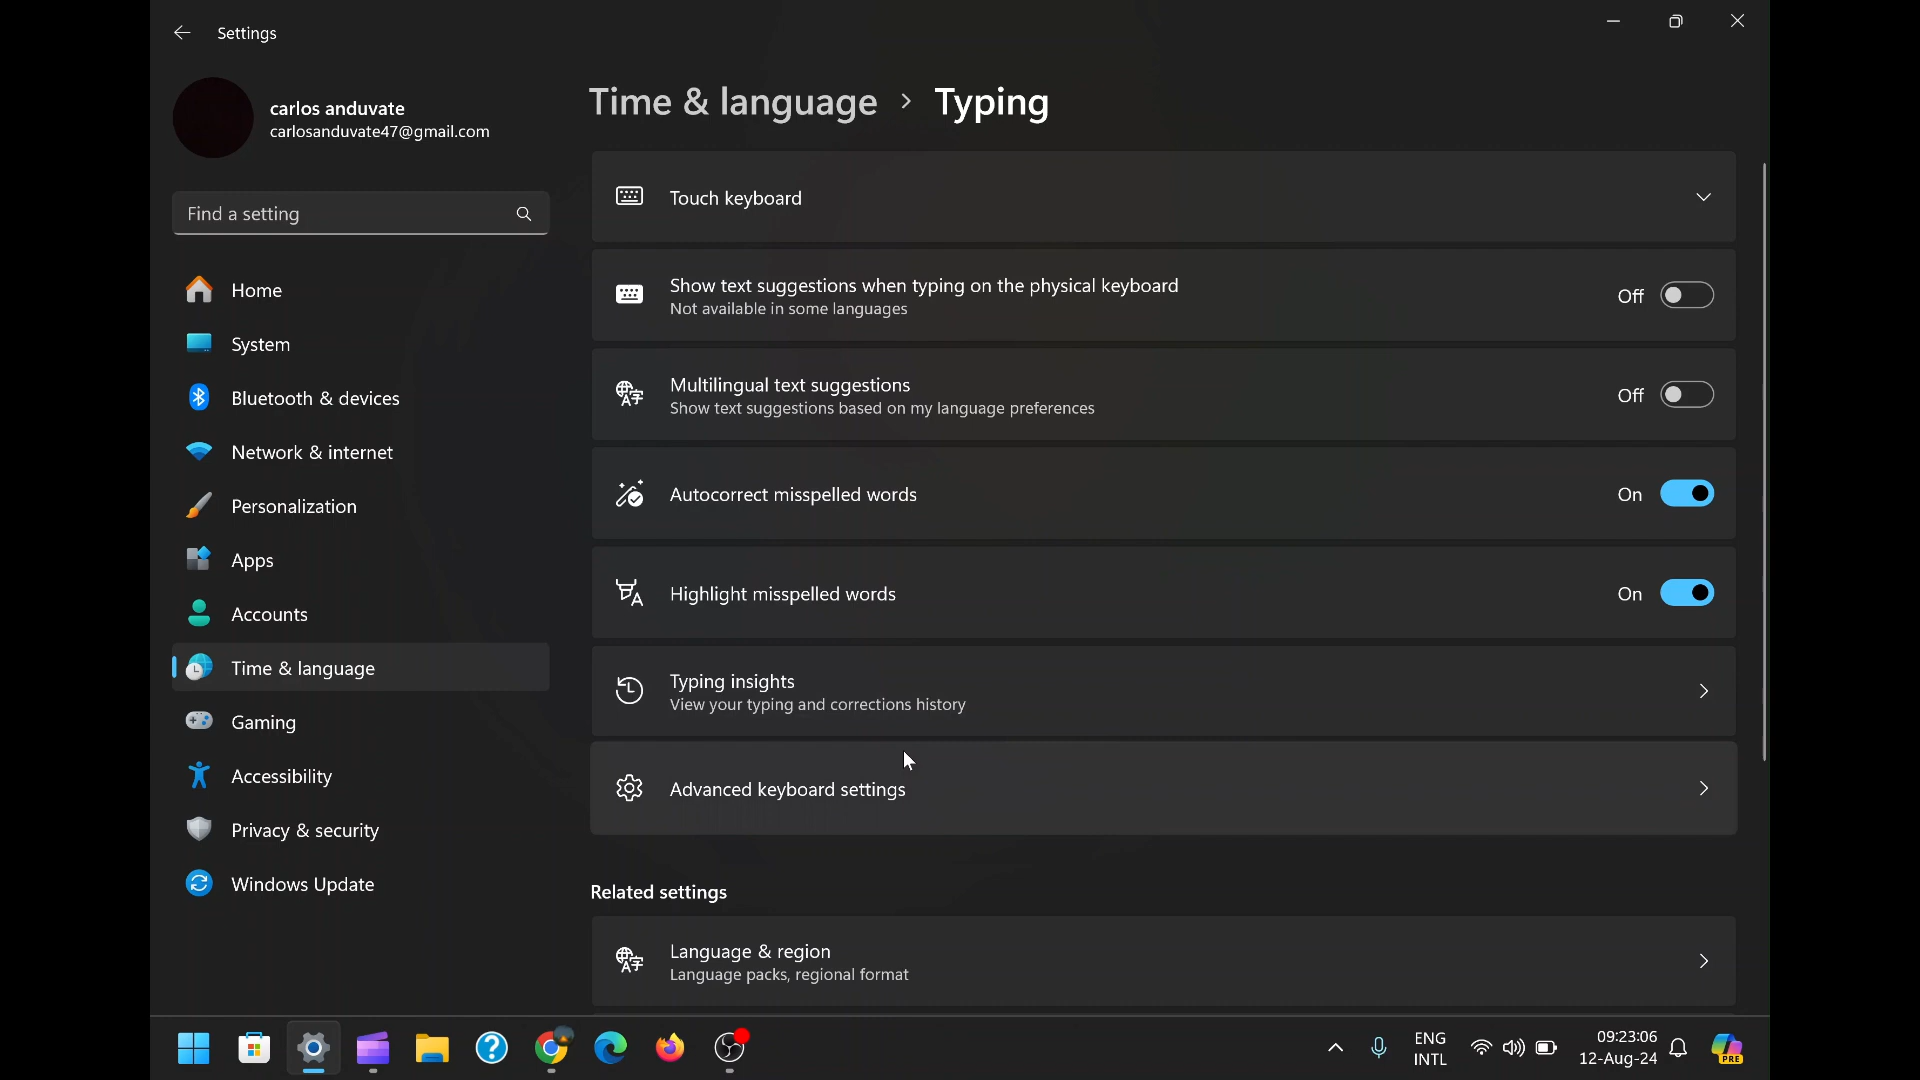 Settings
carlos anduvate
carlosanduvate47@gmail.com
Find a setting
Home
System
Bluetooth & devices
Network & internet
Personalization
Apps
Accounts
Time & language
Gaming
Accessibility
Privacy & security
Windows Update
Time & language > Typing
Touch keyboard
Show text suggestions when typing on the physical keyboard
Not available in some languages
Off
Multilingual text suggestions
Show text suggestions based on my language preferences
Off
Autocorrect misspelled words
On
Highlight misspelled words
On
Typing insights
View your typing and corrections history
Advanced keyboard settings
Related settings
Language & region
Language packs, regional format
ENG
INTL
09:23:06
12-Aug-24
PRE